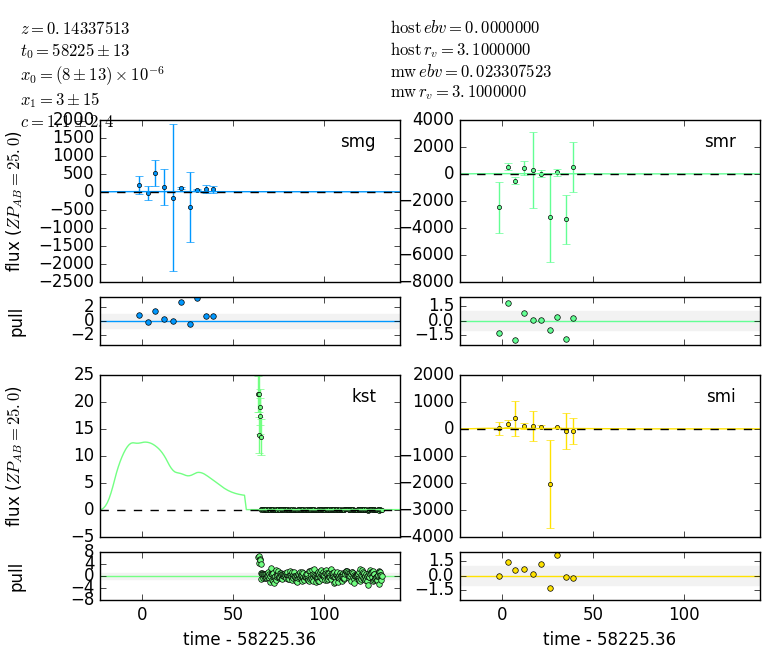 z = 0.14337513
t₀ = 58225 ± 13
x₀ = (8 ± 13) × 10⁻⁶
x₁ = 3 ± 15
c =
host ebv = 0.0000000
host r_v = 3.1000000
mw ebv = 0.023307523
mw r_v = 3.1000000
smg
flux (ZP_AB = 25.0)
2000
1500
1000
500
0
−500
−1000
−1500
−2000
−2500
smr
4000
2000
0
−2000
−4000
−6000
−8000
pull
2
0
−2
1.5
0.0
−1.5
kst
flux (ZP_AB = 25.0)
25
20
15
10
5
0
−5
smi
2000
1000
0
−1000
−2000
−3000
−4000
pull
8
4
0
−4
−8
1.5
0.0
−1.5
0 50 100
time - 58225.36
0 50 100
time - 58225.36